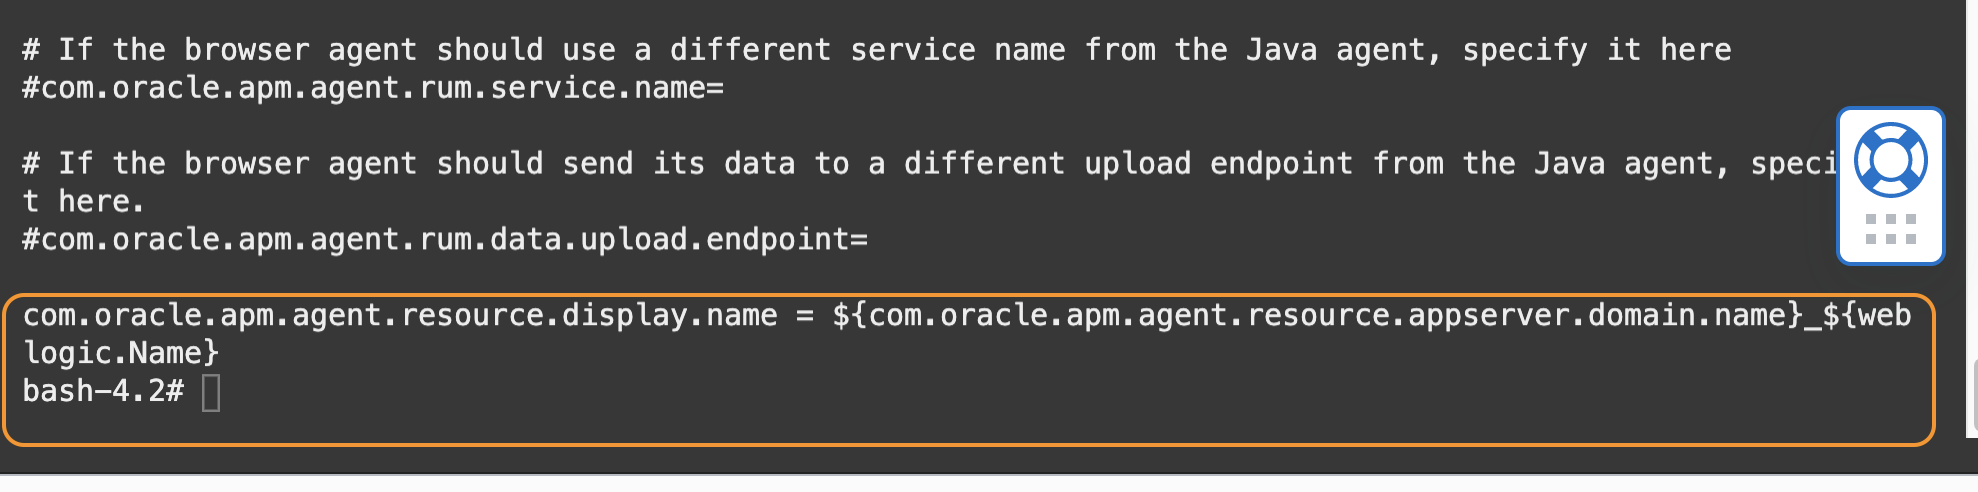 # If the browser agent should use a different service name from the Java agent, specify it here
#com.oracle.apm.agent.rum.service.name=
# If the browser agent should send its data to a different upload endpoint from the Java agent, speci
t here.
#com.oracle.apm.agent.rum.data.upload.endpoint=
com.oracle.apm.agent.resource.display.name = ${com.oracle.apm.agent.resource.appserver.domain.name}_${web
logic.Name}
bash-4.2#